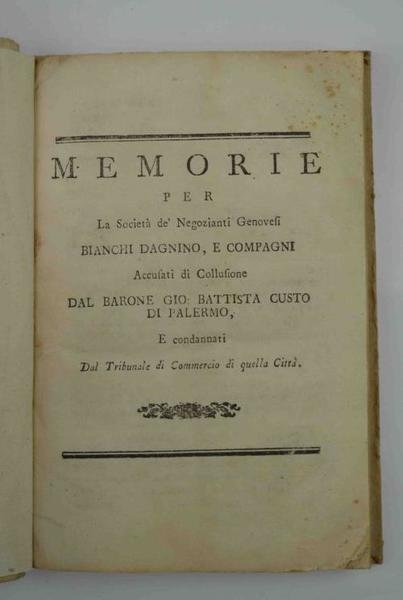 MEMORIE
PER
La Società de' Negozianti Genovesi
BIANCHI DAGNINO, E COMPAGNI
Accusati di Collusione
DAL BARONE GIO: BATTISTA CUSTO
DI PALERMO,
E condannati
Dal Tribunale di Commercio di quella Città.